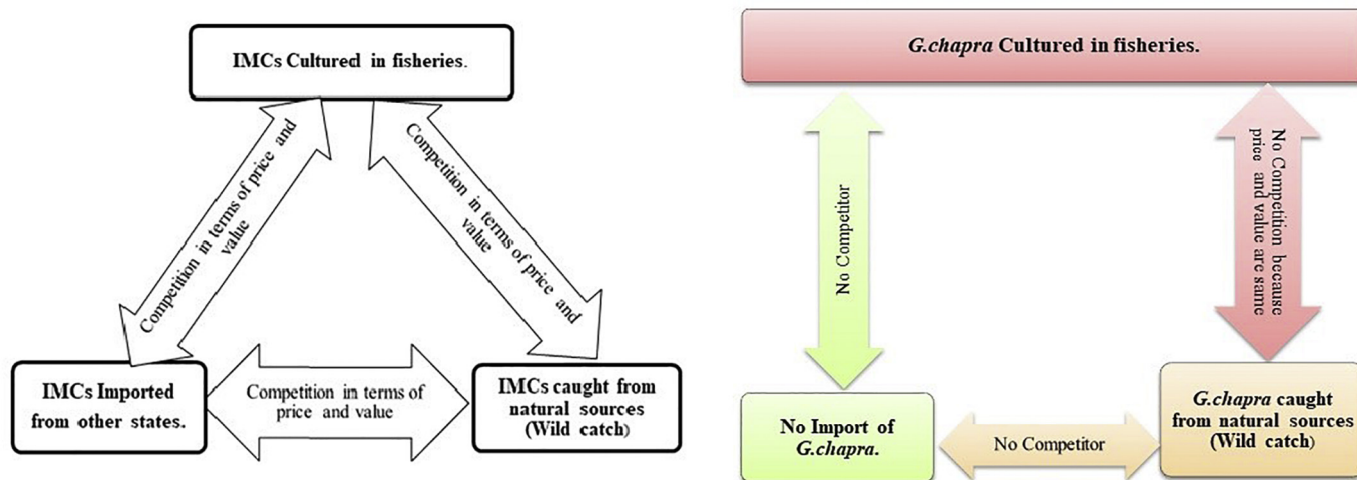 IMCs Cultured in fisheries.
Competition in terms of price and
value
Competition in terms of price and
value
IMCs Imported
from other states.
Competition in terms of
price and value
IMCs caught from
natural sources
(Wild catch)
G.chapra Cultured in fisheries.
No Competitor
No Competition because
price and value are same
No Import of
G.chapra.
No Competitor
G.chapra caught
from natural sources
(Wild catch)